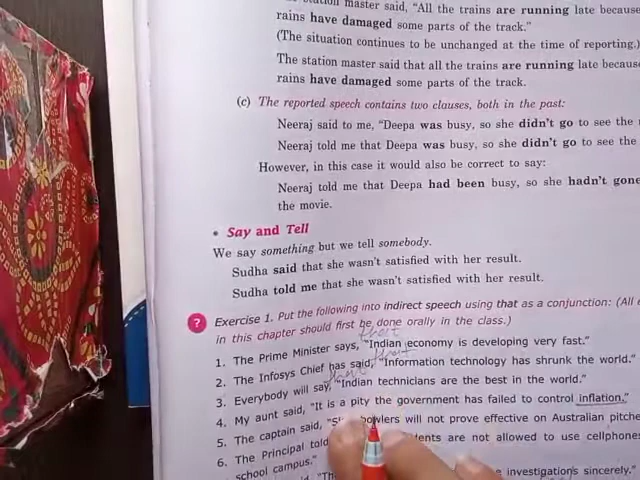 station master said, "All the trains are running late because
rains have damaged some parts of the track."
(The situation continues to be unchanged at the time of reporting.)
The station master said that all the trains are running late because
rains have damaged some parts of the track.
(c) The reported speech contains two clauses, both in the past:
Neeraj said to me, "Deepa was busy, so she didn't go to see the
Neeraj told me that Deepa was busy, so she didn't go to see the
However, in this case it would also be correct to say:
Neeraj told me that Deepa had been busy, so she hadn't gone
the movie.
• Say and Tell
We say something but we tell somebody.
Sudha said that she wasn't satisfied with her result.
Sudha told me that she wasn't satisfied with her result.
? Exercise 1. Put the following into indirect speech using that as a conjunction: (All
in this chapter should first be done orally in the class.)
that
1. The Prime Minister says, "Indian economy is developing very fast."
that
2. The Infosys Chief has said, "Information technology has shrunk the world."
that
3. Everybody will say, "Indian technicians are the best in the world."
4. My aunt said, "It is a pity the government has failed to control inflation."
5. The captain said, bowlers will not prove effective on Australian
6. The Principal told are not allowed to use
school campus."
said, investigations sincerely."